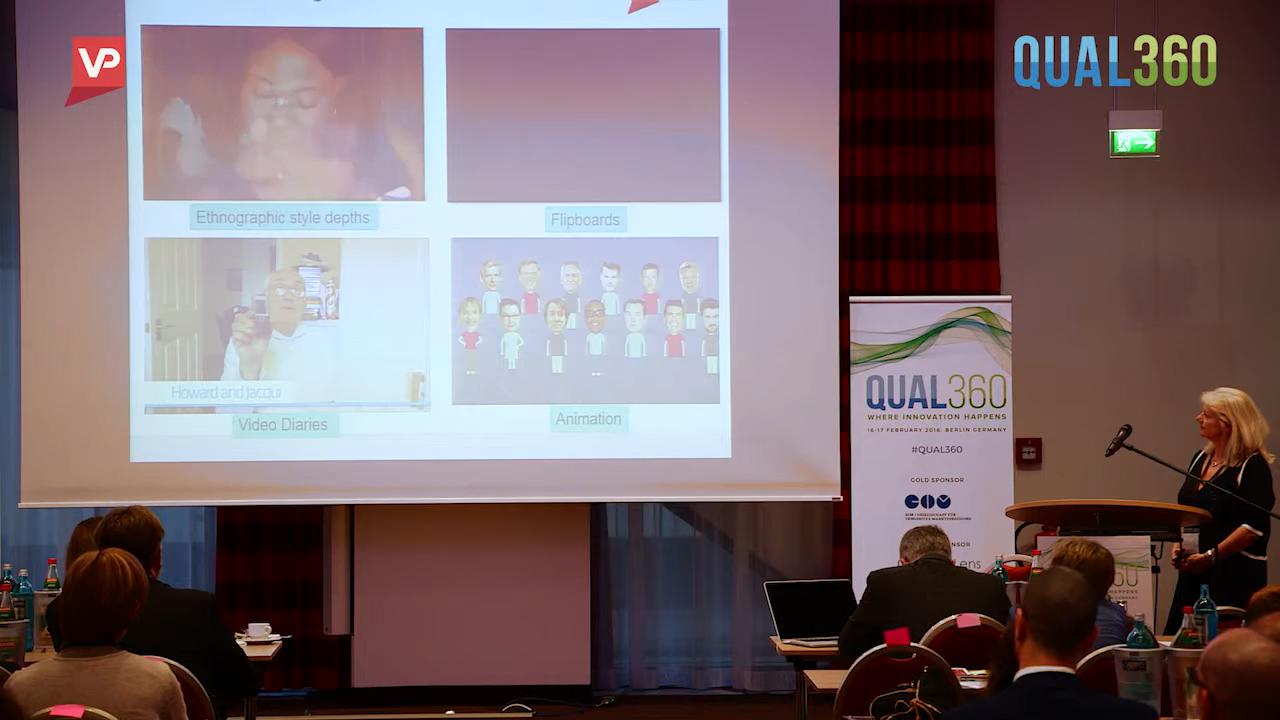 VP
QUAL360
Ethnographic style depths
Flipboards
Howard and Jacqui
Video Diaries
Animation
QUAL360
WHERE INNOVATION HAPPENS
16-17 FEBRUARY 2016, BERLIN GERMANY
#QUAL360
GOLD SPONSOR